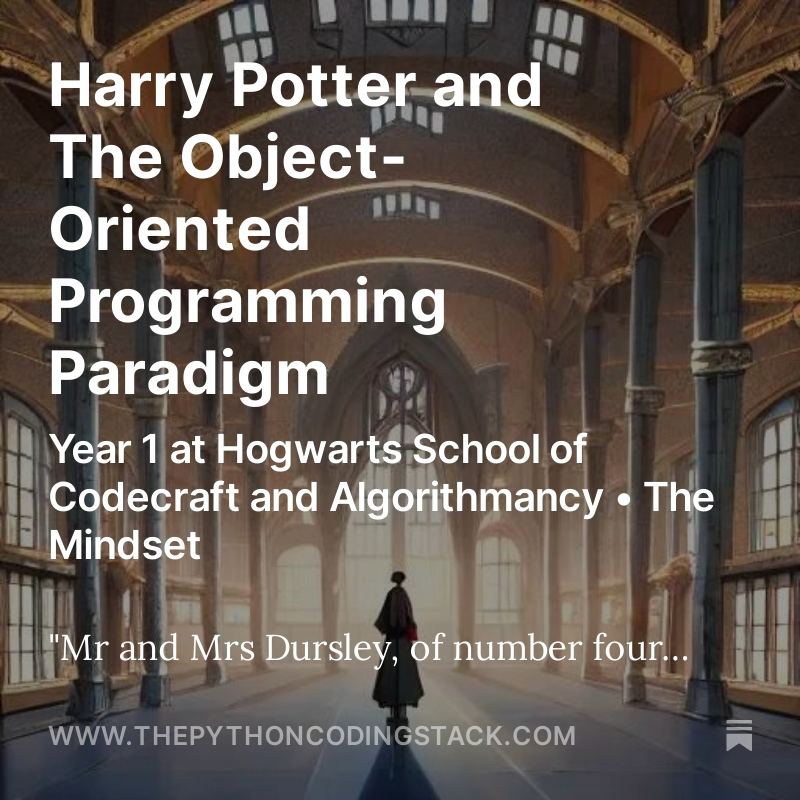 Harry Potter and
The Object-
Oriented
Programming
Paradigm
Year 1 at Hogwarts School of
Codecraft and Algorithmancy • The
Mindset
"Mr and Mrs Dursley, of number four...
WWW.THEPYTHONCODINGSTACK.COM